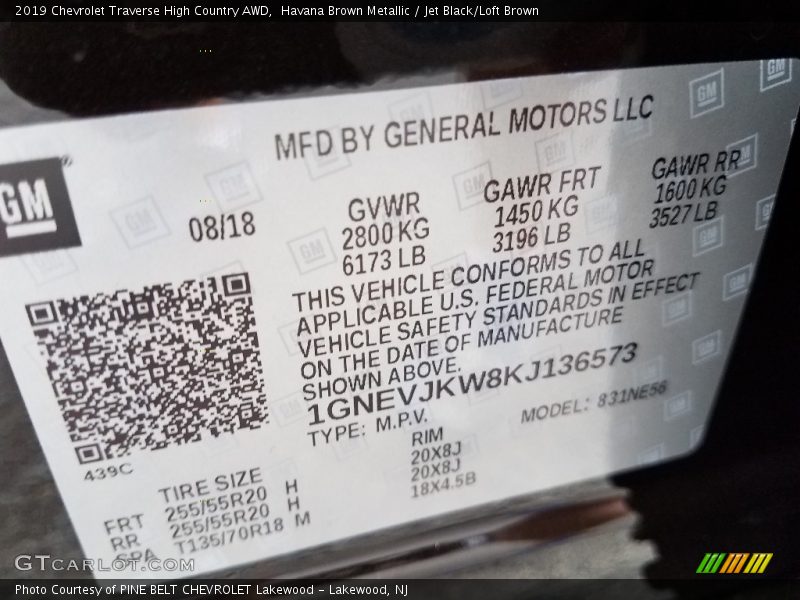 2019 Chevrolet Traverse High Country AWD,  Havana Brown Metallic / Jet Black/Loft Brown
MFD BY GENERAL MOTORS LLC
GM
08/18
GVWR
2800 KG
6173 LB
GAWR FRT
1450 KG
3196 LB
GAWR RR
1600 KG
3527 LB
THIS VEHICLE CONFORMS TO ALL
APPLICABLE U.S. FEDERAL MOTOR
VEHICLE SAFETY STANDARDS IN EFFECT
ON THE DATE OF MANUFACTURE
SHOWN ABOVE.
1GNEVJKW8KJ136573
TYPE: M.P.V.
MODEL: 831NE56
439C
TIRE SIZE
RIM
FRT 255/55R20 H 20X8J
RR 255/55R20 H 20X8J
SPA T135/70R18 M 18X4.5B
GTCARLOT.COM
Photo Courtesy of PINE BELT CHEVROLET Lakewood – Lakewood, NJ